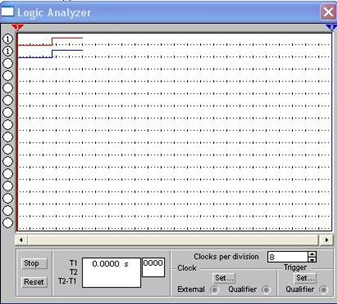 Logic Analyzer
1
1
Stop
Reset
T1
T2
T2-T1
0.0000 s
0000
Clocks per division 8
Clock
Set...
External Qualifier
Trigger
Set...
Qualifier